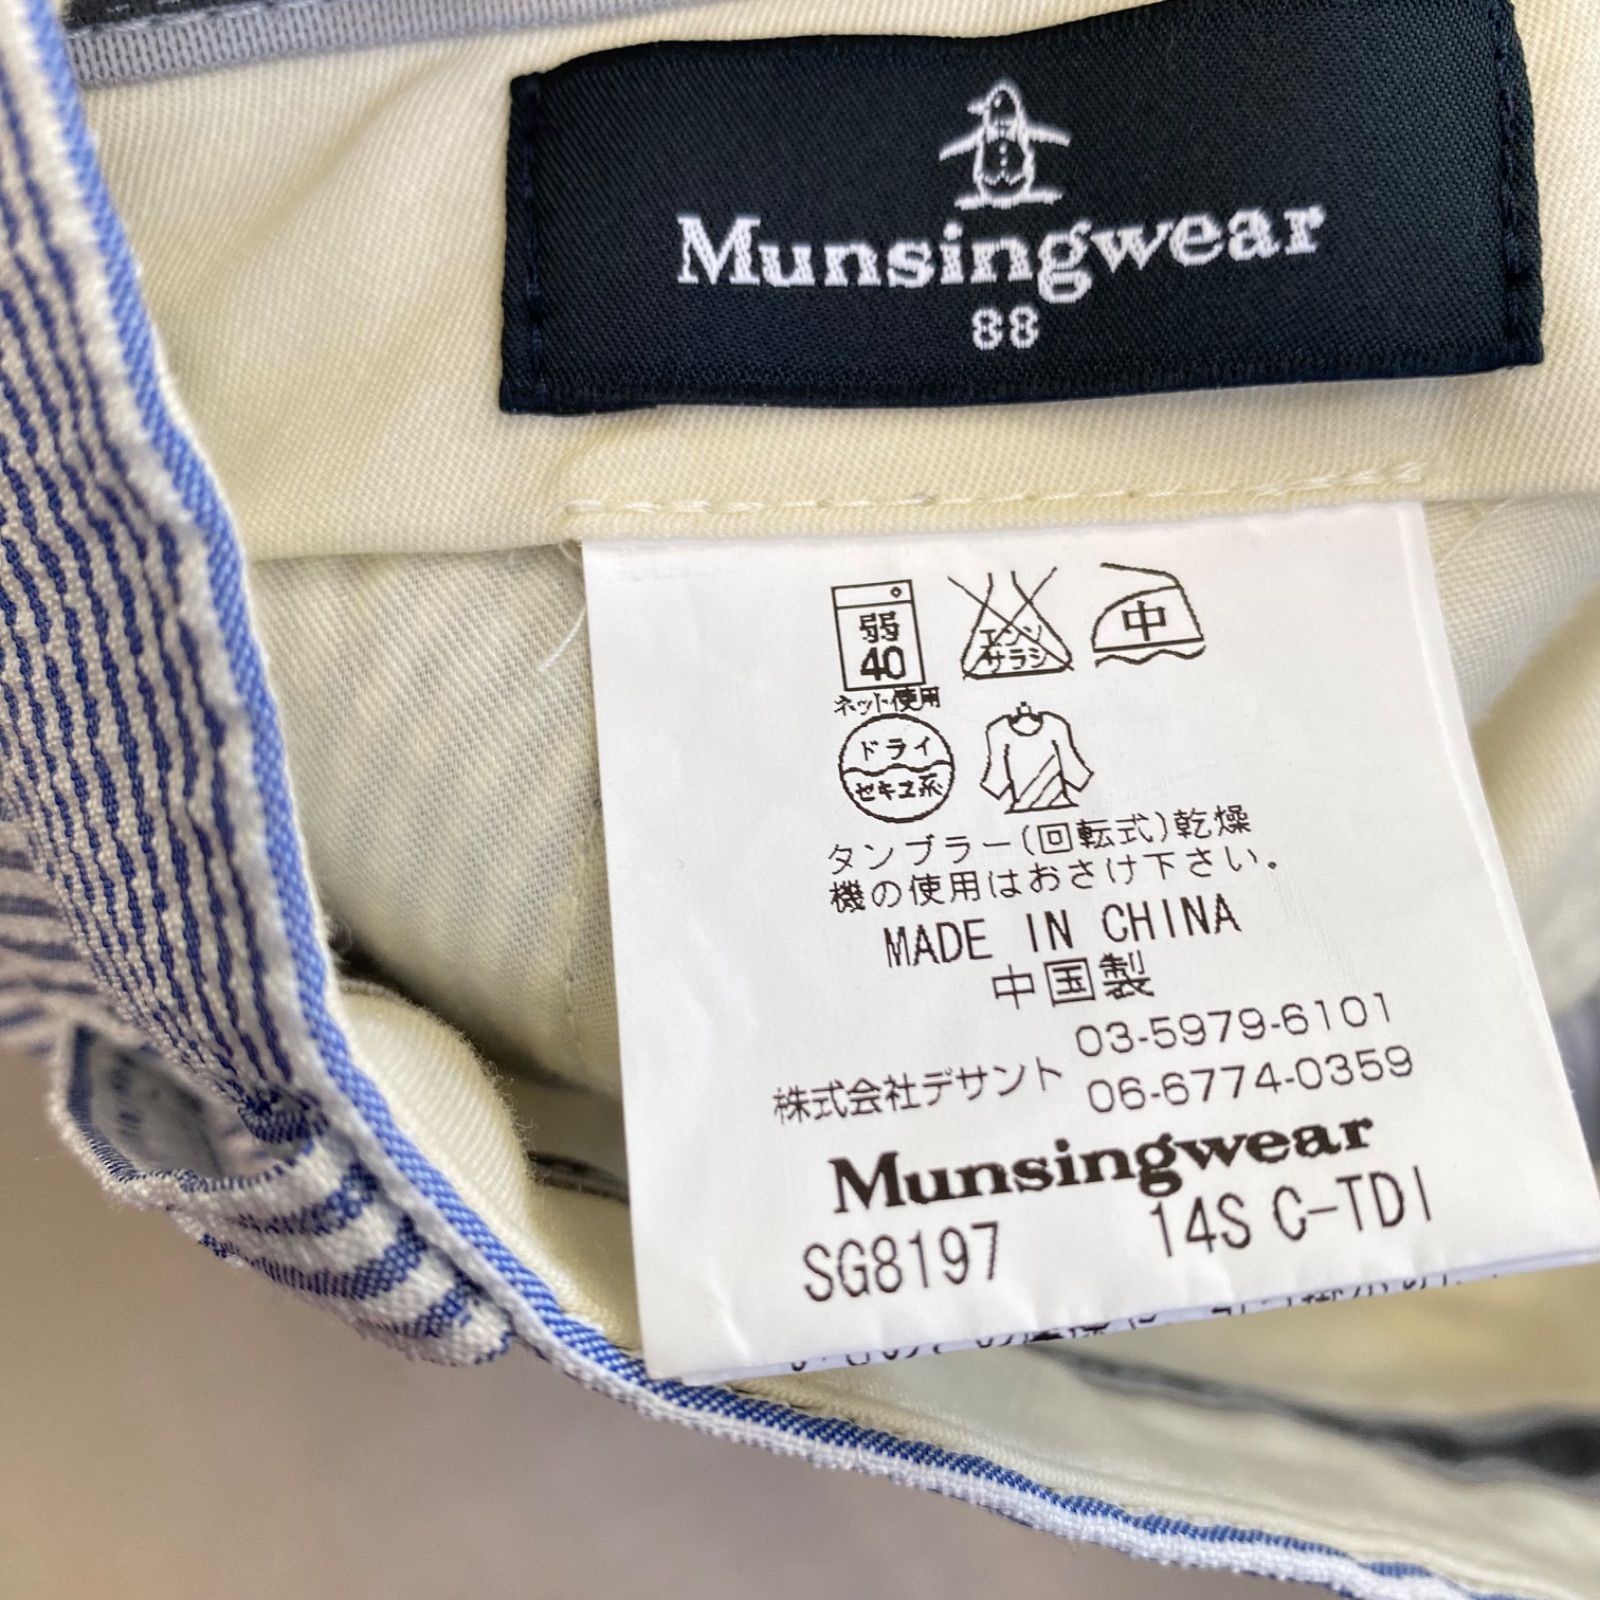 Munsingwear
88
弱
40
ネット使用
エンソ
サラシ
中
ドライ
セキユ系
タンブラー(回転式)乾燥
機の使用はおさけ下さい。
MADE IN CHINA
中国製
03-5979-6101
株式会社デサント
06-6774-0359
Munsingwear
SG8197 14S C-TDI